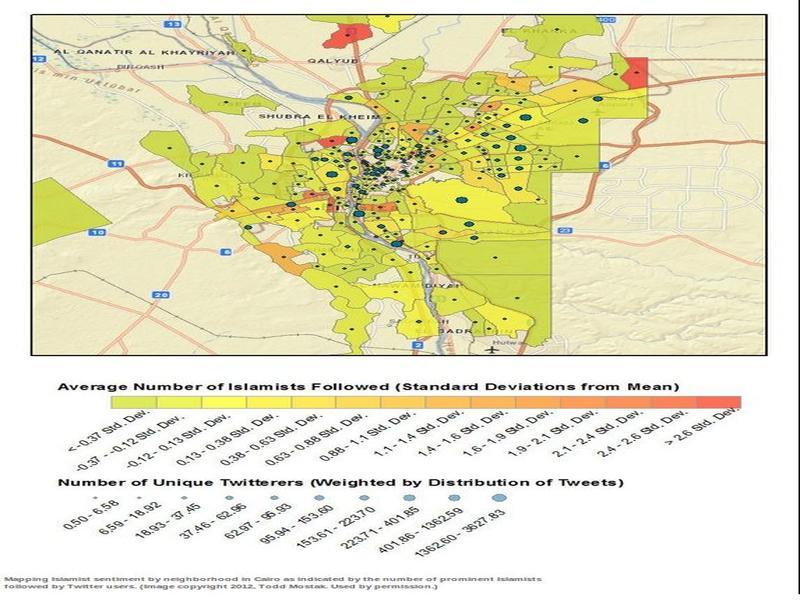 13
12
AL QANATIR AL KHAYRIYAH
QALYUB
EL KHANKA
SHUBRA EL KHEIM
11
6
10
6
23
20
2
Average Number of Islamists Followed (Standard Deviations from Mean)
< -0.37 Std. Dev.
-0.37 - -0.12 Std. Dev.
-0.12 - 0.13 Std. Dev.
0.13 - 0.38 Std. Dev.
0.38 - 0.63 Std. Dev.
0.63 - 0.88 Std. Dev.
0.88 - 1.1 Std. Dev.
1.1 - 1.4 Std. Dev.
1.4 - 1.6 Std. Dev.
1.6 - 1.9 Std. Dev.
1.9 - 2.1 Std. Dev.
2.1 - 2.4 Std. Dev.
2.4 - 2.6 Std. Dev.
> 2.6 Std. Dev.
Number of Unique Twitterers (Weighted by Distribution of Tweets)
0.50 - 6.58
6.59 - 18.92
18.93 - 37.45
37.46 - 62.96
62.97 - 95.93
95.94 - 153.60
153.61 - 223.70
223.71 - 401.85
401.86 - 1362.59
1362.60 - 3627.83
Mapping Islamist sentiment by neighborhood in Cairo as indicated by the number of prominent Islamists
followed by Twitter users. (Image copyright 2012, Todd Mostak. Used by permission.)